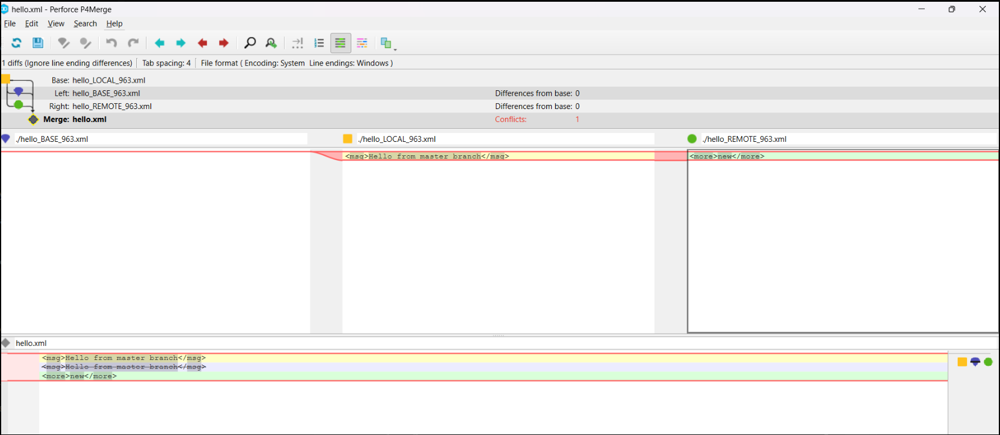 hello.xml - Perforce P4Merge
File Edit View Search Help
1 diffs (Ignore line ending differences) Tab spacing: 4 File format ( Encoding: System Line endings: Windows )
Base: hello_LOCAL_963.xml
Left: hello_BASE_963.xml Differences from base: 0
Right: hello_REMOTE_963.xml Differences from base: 0
Merge: hello.xml Conflicts: 1
./hello_BASE_963.xml ./hello_LOCAL_963.xml ./hello_REMOTE_963.xml
<msg>Hello from master branch</msg> <more>new</more>
hello.xml
<msg>Hello from master branch</msg>
<msg>Hello from master branch</msg>
<more>new</more>